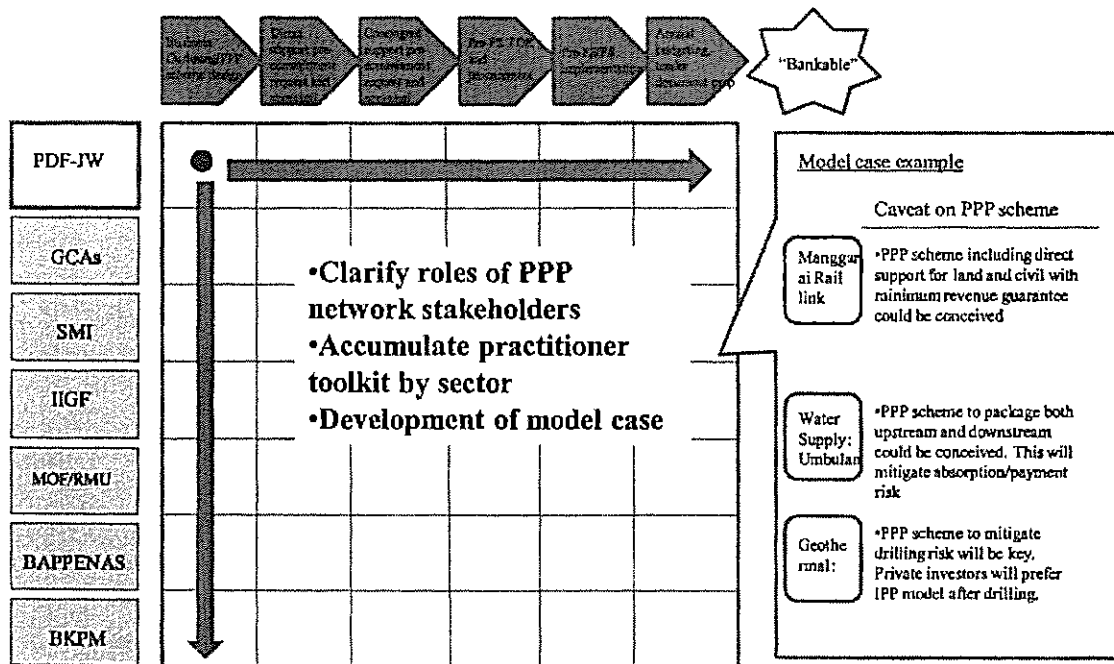 "Bankable"
PDF-JW
GCAs
SMI
IIGF
MOF/RMU
BAPPENAS
BKPM
•Clarify roles of PPP
network stakeholders
•Accumulate practitioner
toolkit by sector
•Development of model case
Model case example
Caveat on PPP scheme
Manggar
ai Rail
link
•PPP scheme including direct
support for land and civil with
minimum revenue guarantee
could be conceived
Water
Supply:
Umbulan
•PPP scheme to package both
upstream and downstream
could be conceived. This will
mitigate absorption/payment
risk
Geothe
rmal:
•PPP scheme to mitigate
drilling risk will be key.
Private investors will prefer
IPP model after drilling.